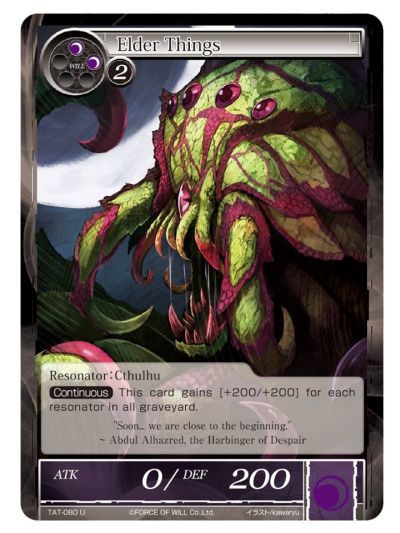 Elder Things
WILL
2
Resonator:Cthulhu
Continuous This card gains [+200/+200] for each
resonator in all graveyard.
"Soon... we are close to the beginning."
~ Abdul Alhazred, the Harbinger of Despair
ATK 0/ DEF 200
TAT-080 U ©FORCE OF WILL Co.,Ltd. イラスト/kawaryu